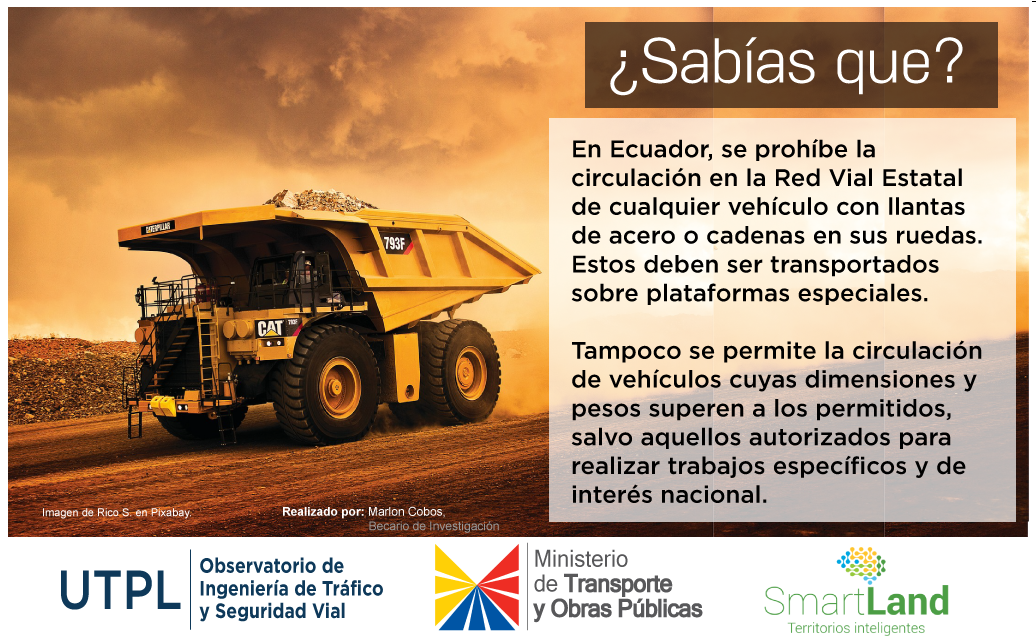 ¿Sabías que?
En Ecuador, se prohíbe la
circulación en la Red Vial Estatal
de cualquier vehículo con llantas
de acero o cadenas en sus ruedas.
Estos deben ser transportados
sobre plataformas especiales.
Tampoco se permite la circulación
de vehículos cuyas dimensiones y
pesos superen a los permitidos,
salvo aquellos autorizados para
realizar trabajos específicos y de
interés nacional.
CATERPILLAR
793F
CAT 793F
Imagen de Rico S. en Pixabay.
Realizado por: Marlon Cobos,
Becario de Investigación
UTPL
Observatorio de
Ingeniería de Tráfico
y Seguridad Vial
Ministerio
de Transporte
y Obras Públicas
SmartLand
Territorios inteligentes